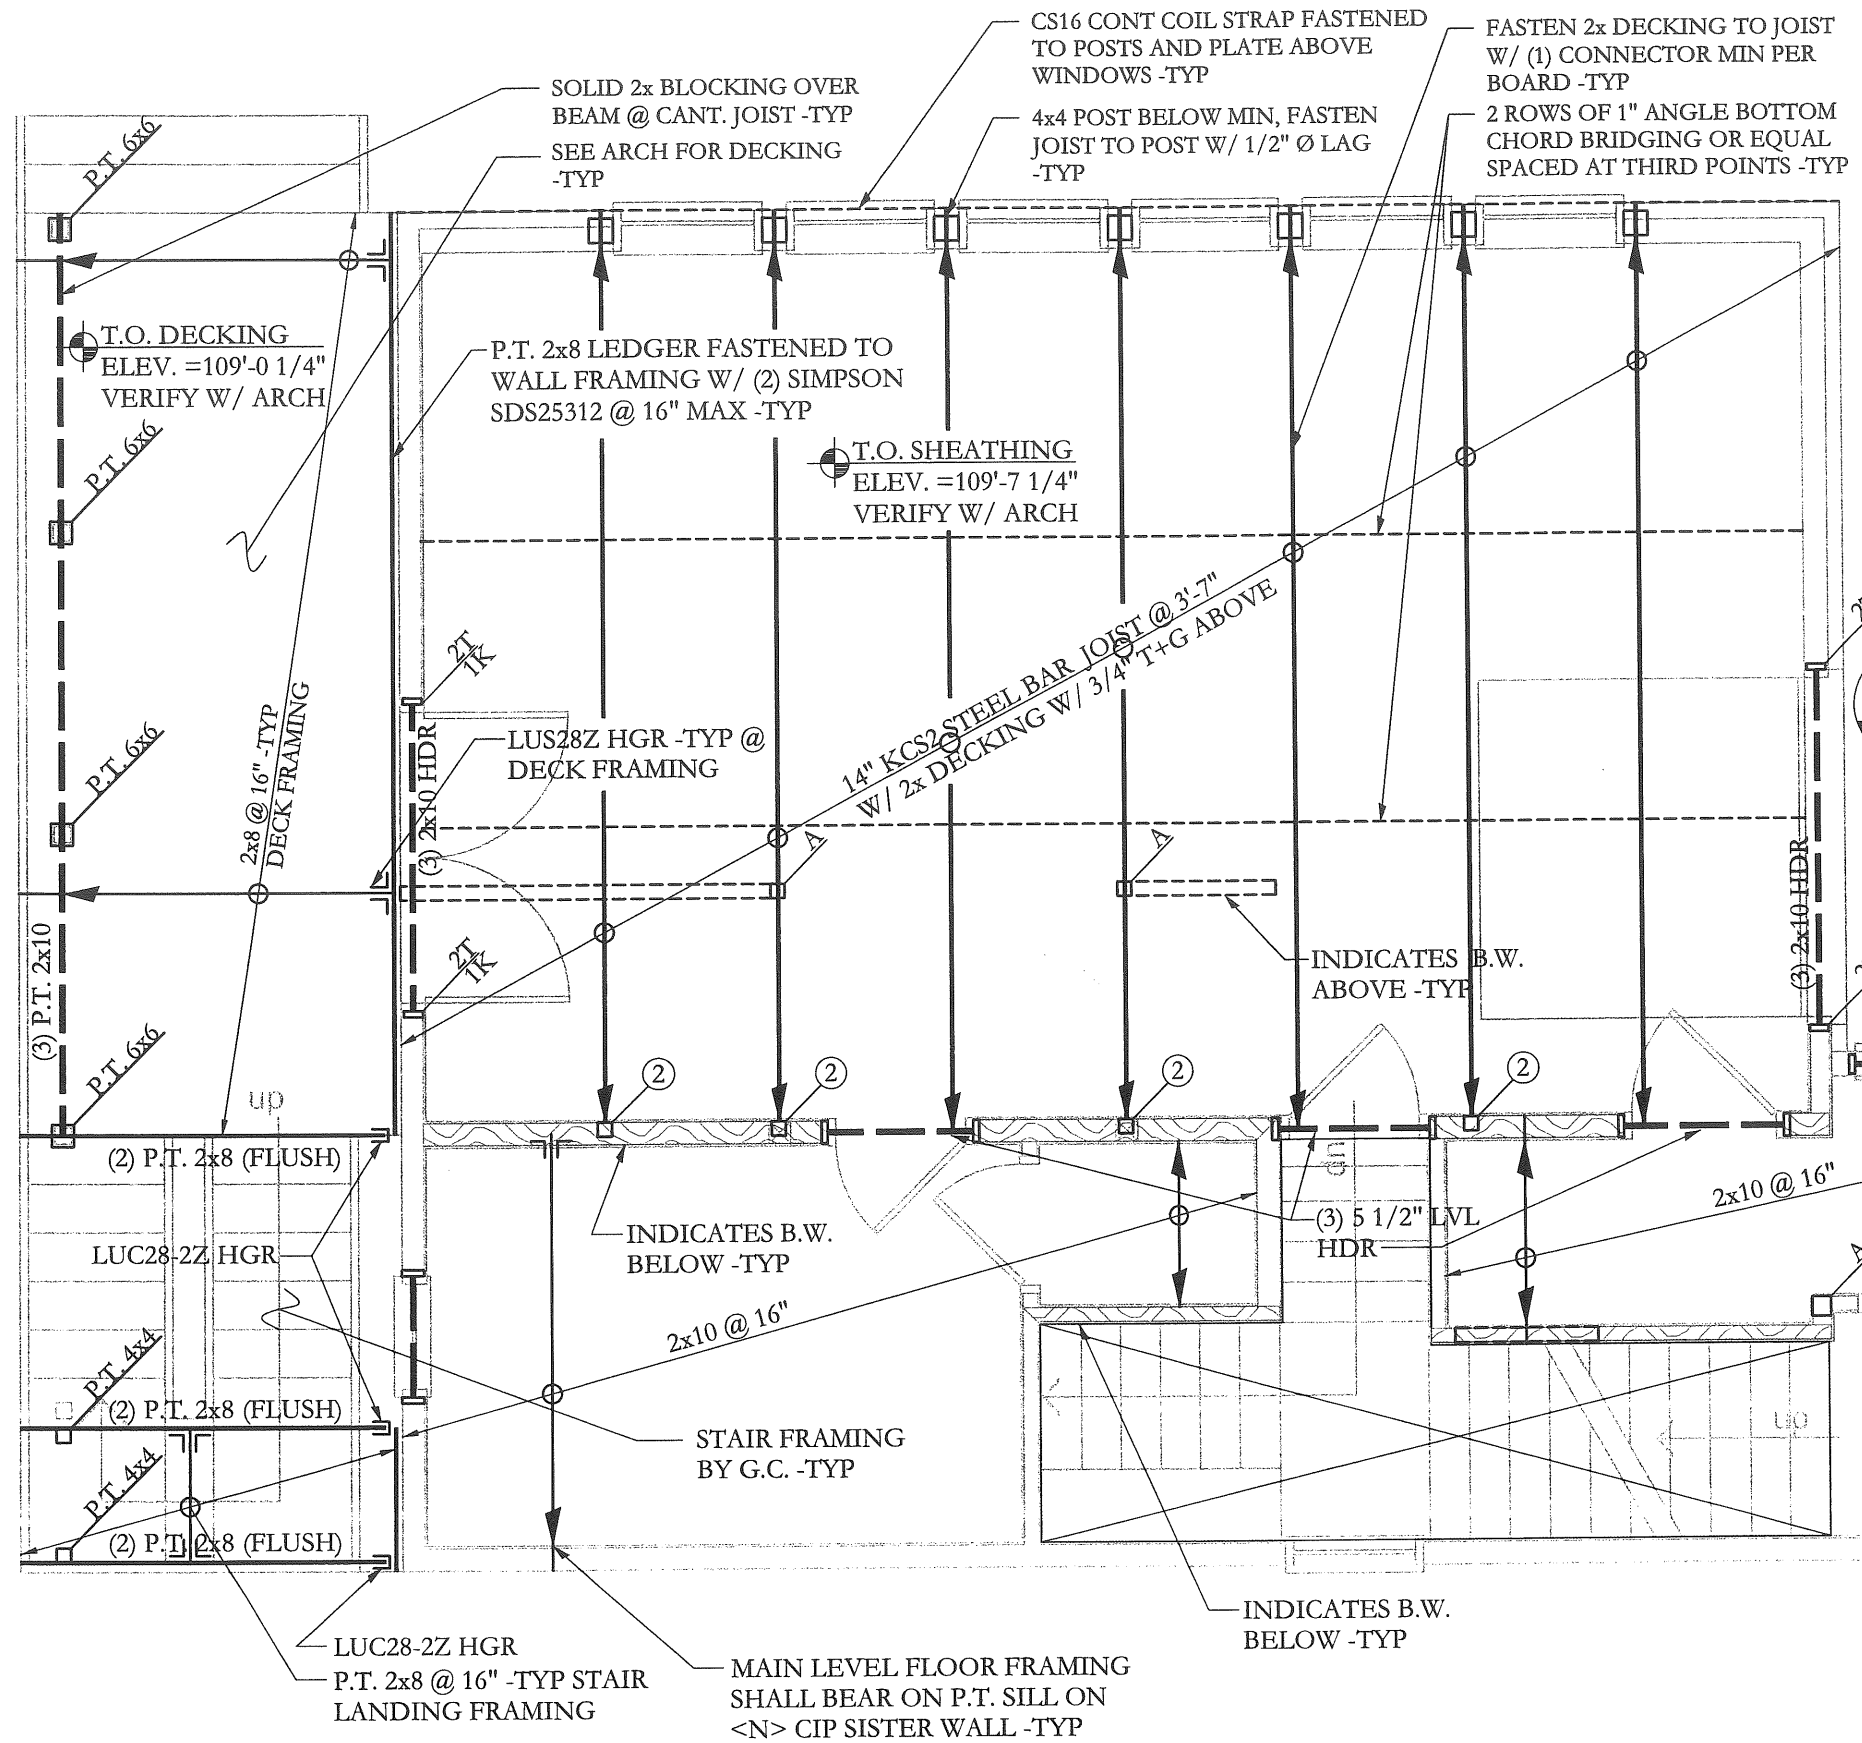 CS16 CONT COIL STRAP FASTENED
TO POSTS AND PLATE ABOVE
WINDOWS -TYP
FASTEN 2x DECKING TO JOIST
W/ (1) CONNECTOR MIN PER
BOARD -TYP
SOLID 2x BLOCKING OVER
BEAM @ CANT. JOIST -TYP
4x4 POST BELOW MIN, FASTEN
JOIST TO POST W/ 1/2" Ø LAG
-TYP
2 ROWS OF 1" ANGLE BOTTOM
CHORD BRIDGING OR EQUAL
SPACED AT THIRD POINTS -TYP
SEE ARCH FOR DECKING
-TYP
P.T. 6x6
T.O. DECKING
ELEV. =109'-0 1/4"
VERIFY W/ ARCH
P.T. 2x8 LEDGER FASTENED TO
WALL FRAMING W/ (2) SIMPSON
SDS25312 @ 16" MAX -TYP
P.T. 6x6
T.O. SHEATHING
ELEV. =109'-7 1/4"
VERIFY W/ ARCH
14" KCS2 STEEL BAR JOIST @ 3'-7"
W/ 2x DECKING W/ 3/4" T+G ABOVE
2T
1K
P.T. 6x6
2x8 @ 16" -TYP
DECK FRAMING
LUS28Z HGR -TYP @
DECK FRAMING
(3) 2x10 HDR
A
A
(3) 2x10 HDR
2T
1K
INDICATES B.W.
ABOVE -TYP
(3) P.T. 2x10
P.T. 6x6
up
2
2
2
2
(2) P.T. 2x8 (FLUSH)
dn
2x10 @ 16"
INDICATES B.W.
BELOW -TYP
(3) 5 1/2" LVL
HDR
LUC28-2Z HGR
A
2x10 @ 16"
P.T. 4x4
(2) P.T. 2x8 (FLUSH)
up
STAIR FRAMING
BY G.C. -TYP
P.T. 4x4
(2) P.T. 2x8 (FLUSH)
INDICATES B.W.
BELOW -TYP
LUC28-2Z HGR
P.T. 2x8 @ 16" -TYP STAIR
LANDING FRAMING
MAIN LEVEL FLOOR FRAMING
SHALL BEAR ON P.T. SILL ON
<N> CIP SISTER WALL -TYP